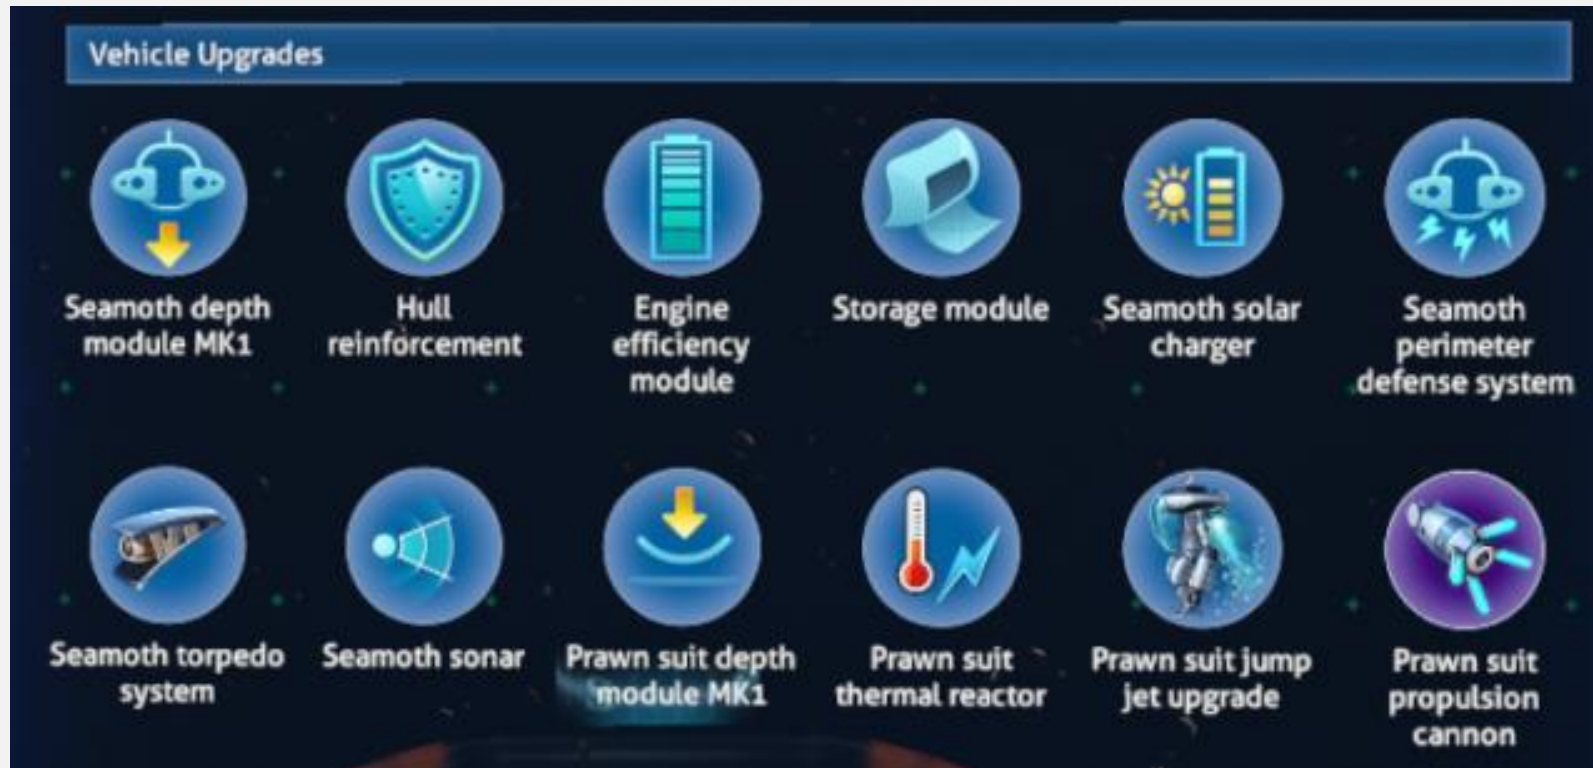 Vehicle Upgrades
Seamoth depth
module MK1
Hull
reinforcement
Engine
efficiency
module
Storage module
Seamoth solar
charger
Seamoth
perimeter
defense system
Seamoth torpedo
system
Seamoth sonar
Prawn suit depth
module MK1
Prawn suit
thermal reactor
Prawn suit jump
jet upgrade
Prawn suit
propulsion
cannon